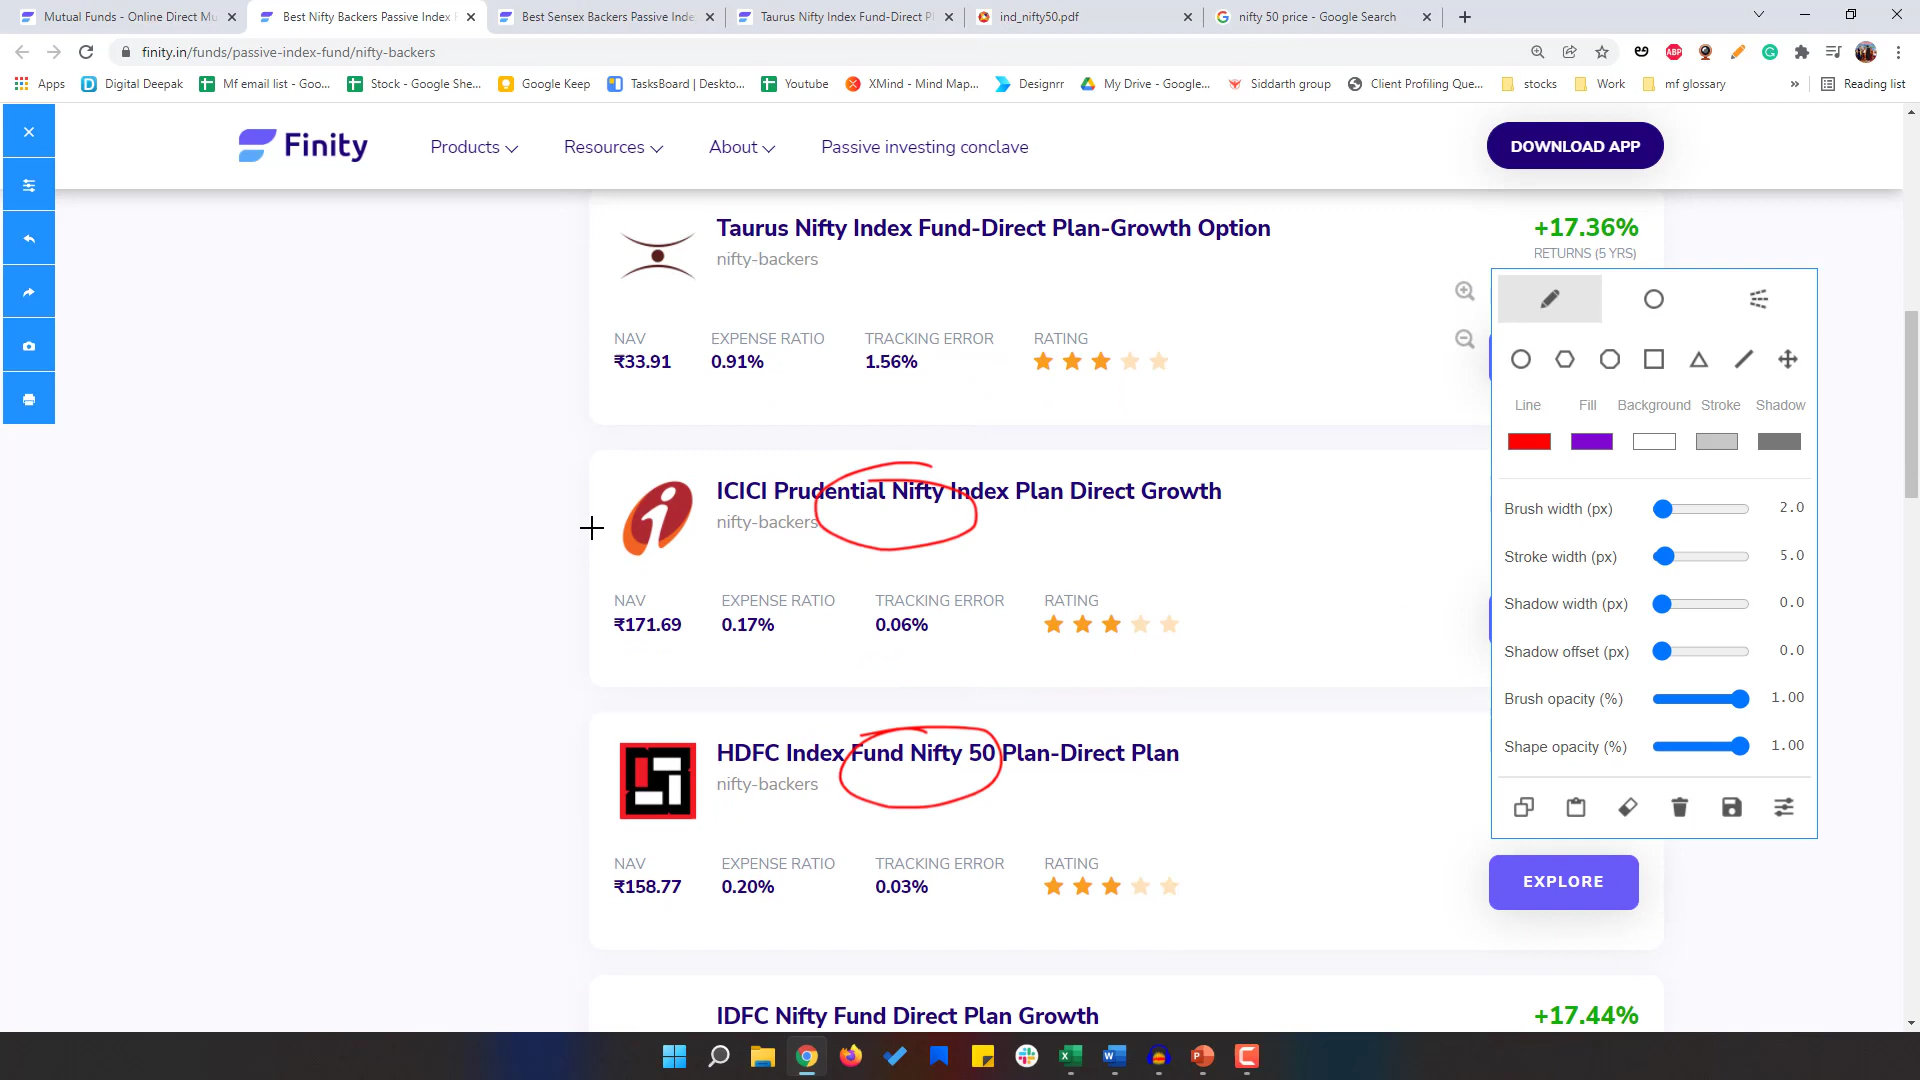 Mutual Funds - Online Direct Mu
Best Nifty Backers Passive Index F
Best Sensex Backers Passive Inde
Taurus Nifty Index Fund-Direct Pl
ind_nifty50.pdf
nifty 50 price - Google Search
finity.in/funds/passive-index-fund/nifty-backers
ABP
Apps
Digital Deepak
Mf email list - Goo...
Stock - Google She...
Google Keep
TasksBoard | Deskto...
Youtube
XMind - Mind Map...
Designrr
My Drive - Google...
Siddarth group
Client Profiling Que...
stocks
Work
mf glossary
»
Reading list
Finity
Products
Resources
About
Passive investing conclave
DOWNLOAD APP
Taurus Nifty Index Fund-Direct Plan-Growth Option
nifty-backers
+17.36%
RETURNS (5 YRS)
NAV
EXPENSE RATIO
TRACKING ERROR
RATING
₹33.91
0.91%
1.56%
Line
Fill
Background
Stroke
Shadow
ICICI Prudential Nifty Index Plan Direct Growth
nifty-backers
NAV
EXPENSE RATIO
TRACKING ERROR
RATING
₹171.69
0.17%
0.06%
Brush width (px)
2.0
Stroke width (px)
5.0
Shadow width (px)
0.0
Shadow offset (px)
0.0
Brush opacity (%)
1.00
Shape opacity (%)
1.00
HDFC Index Fund Nifty 50 Plan-Direct Plan
nifty-backers
NAV
EXPENSE RATIO
TRACKING ERROR
RATING
₹158.77
0.20%
0.03%
EXPLORE
IDFC Nifty Fund Direct Plan Growth
+17.44%